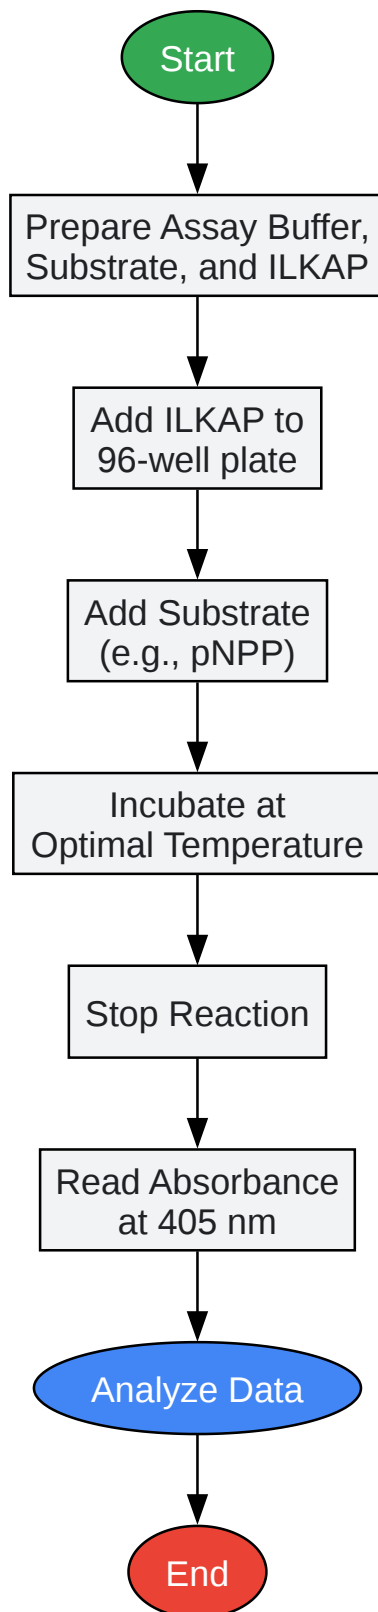 Start
Prepare Assay Buffer,
Substrate, and ILKAP
Add ILKAP to
96-well plate
Add Substrate
(e.g., pNPP)
Incubate at
Optimal Temperature
Stop Reaction
Read Absorbance
at 405 nm
Analyze Data
End